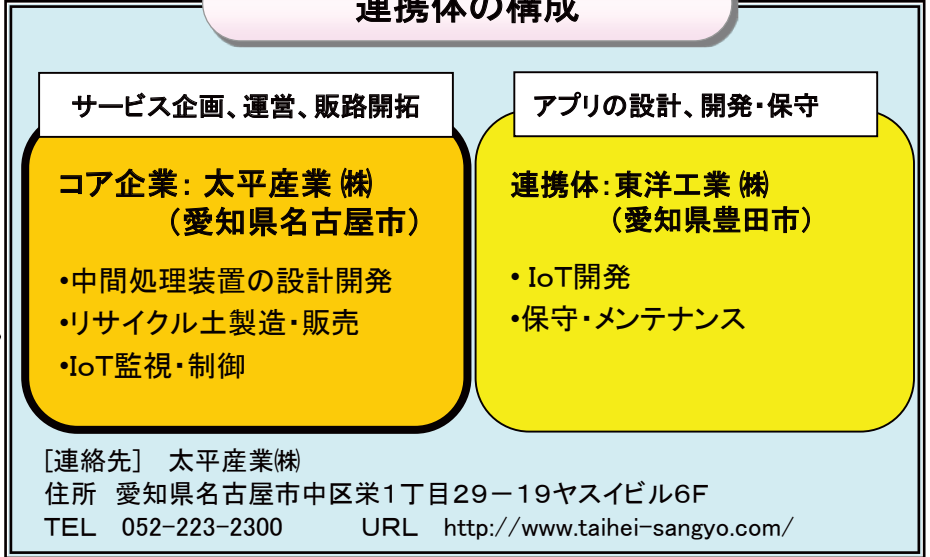 連携体の構成
サービス企画、運営、販路開拓
コア企業：太平産業㈱
（愛知県名古屋市）
•中間処理装置の設計開発
•リサイクル土製造・販売
•IoT監視・制御
アプリの設計、開発・保守
連携体：東洋工業㈱
（愛知県豊田市）
• IoT開発
•保守・メンテナンス
［連絡先］ 太平産業㈱
住所 愛知県名古屋市中区栄1丁目29－19ヤスイビル6F
TEL 052-223-2300 URL http://www.taihei-sangyo.com/